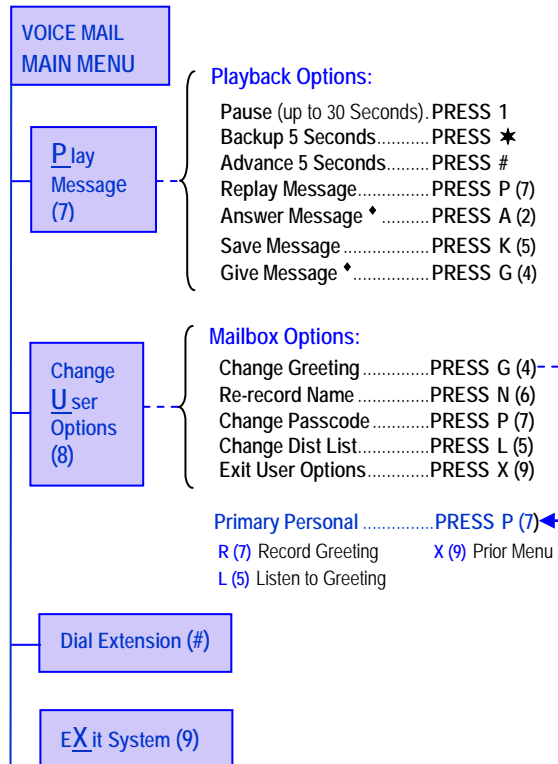 VOICE MAIL
MAIN MENU
Play
Message
(7)
Playback Options:
Pause (up to 30 Seconds). PRESS 1
Backup 5 Seconds.......... PRESS ✶
Advance 5 Seconds......... PRESS #
Replay Message................ PRESS P (7)
Answer Message ♦ .......... PRESS A (2)
Save Message ................... PRESS K (5)
Give Message ♦................. PRESS G (4)
Change
User
Options
(8)
Mailbox Options:
Change Greeting ..............PRESS G (4)
Re-record Name ...............PRESS N (6)
Change Passcode .............PRESS P (7)
Change Dist List................PRESS L (5)
Exit User Options..............PRESS X (9)
Primary Personal ...............PRESS P (7)
R (7) Record Greeting X (9) Prior Menu
L (5) Listen to Greeting
Dial Extension (#)
EXit System (9)